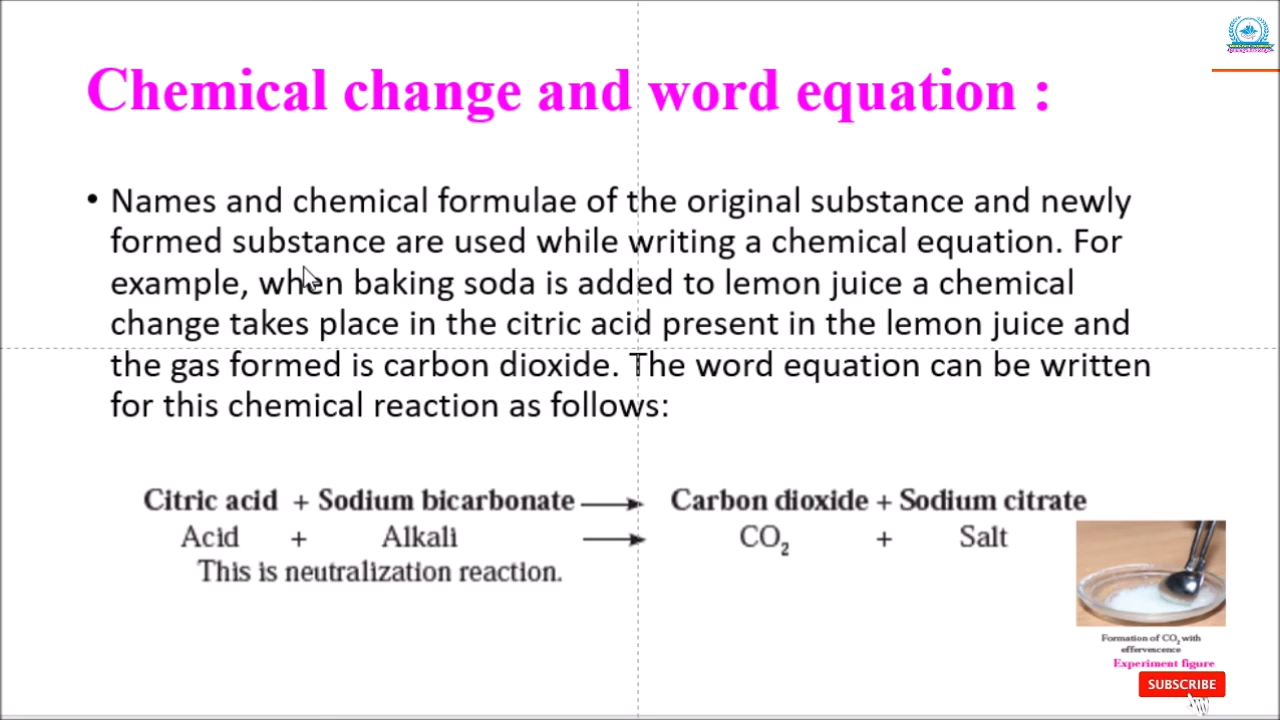 Chemical change and word equation :
• Names and chemical formulae of the original substance and newly
formed substance are used while writing a chemical equation. For
example, when baking soda is added to lemon juice a chemical
change takes place in the citric acid present in the lemon juice and
the gas formed is carbon dioxide. The word equation can be written
for this chemical reaction as follows:
Citric acid + Sodium bicarbonate ⟶ Carbon dioxide + Sodium citrate
Acid + Alkali ⟶ CO₂ + Salt
This is neutralization reaction.
Formation of CO₂ with
effervescence
Experiment figure
SUBSCRIBE